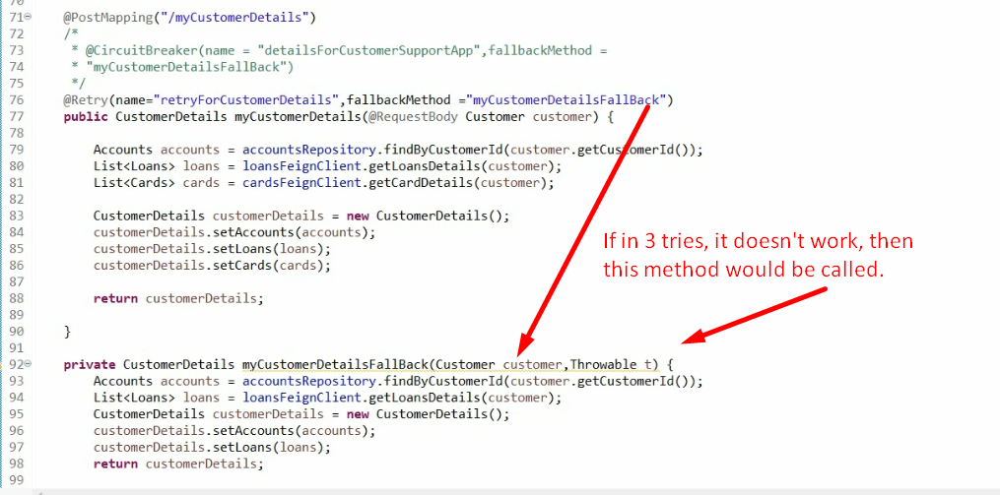 71 @PostMapping("/myCustomerDetails")
72 /*
73 * @CircuitBreaker(name = "detailsForCustomerSupportApp",fallbackMethod =
74 * "myCustomerDetailsFallBack")
75 */
76 @Retry(name="retryForCustomerDetails",fallbackMethod ="myCustomerDetailsFallBack")
77 public CustomerDetails myCustomerDetails(@RequestBody Customer customer) {
78
79 Accounts accounts = accountsRepository.findByCustomerId(customer.getCustomerId());
80 List<Loans> loans = loansFeignClient.getLoansDetails(customer);
81 List<Cards> cards = cardsFeignClient.getCardDetails(customer);
82
83 CustomerDetails customerDetails = new CustomerDetails();
84 customerDetails.setAccounts(accounts);
85 customerDetails.setLoans(loans);
86 customerDetails.setCards(cards);
87
88 return customerDetails;
89
90 }
91
If in 3 tries, it doesn't work, then
this method would be called.
92 private CustomerDetails myCustomerDetailsFallBack(Customer customer,Throwable t) {
93 Accounts accounts = accountsRepository.findByCustomerId(customer.getCustomerId());
94 List<Loans> loans = loansFeignClient.getLoansDetails(customer);
95 CustomerDetails customerDetails = new CustomerDetails();
96 customerDetails.setAccounts(accounts);
97 customerDetails.setLoans(loans);
98 return customerDetails;
99